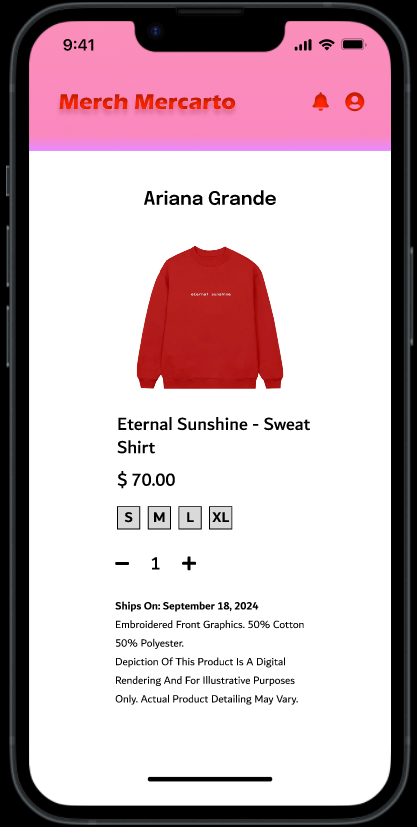 9:41
Merch Mercarto
Ariana Grande
eternal sunshine
Eternal Sunshine - Sweat
Shirt
$ 70.00
S M L XL
− 1 +
Ships On: September 18, 2024
Embroidered Front Graphics. 50% Cotton
50% Polyester.
Depiction Of This Product Is A Digital
Rendering And For Illustrative Purposes
Only. Actual Product Detailing May Vary.